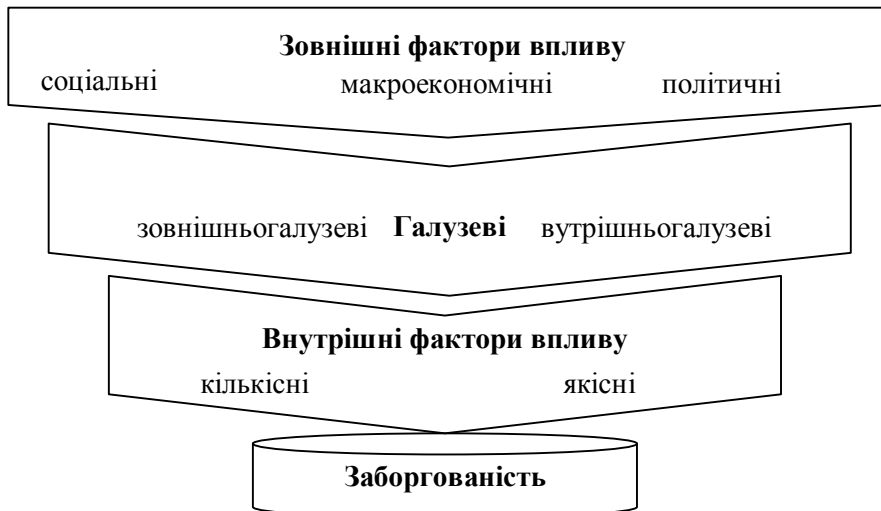 Зовнішні фактори впливу
соціальні макроекономічні політичні
зовнішньогалузеві Галузеві вутрішньогалузеві
Внутрішні фактори впливу
кількісні якісні
Заборгованість